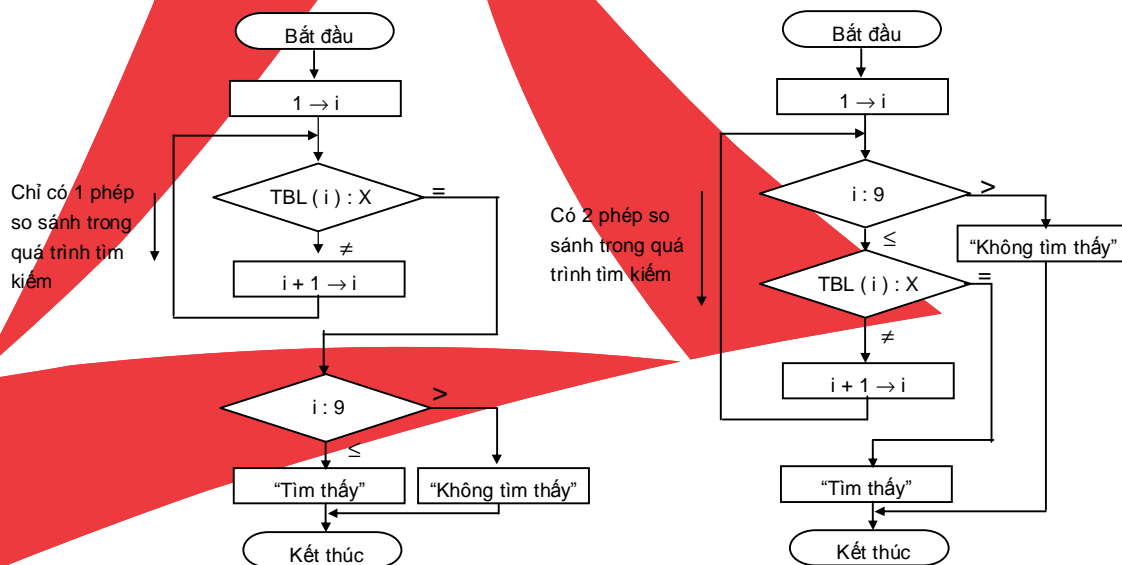 Bắt đầu
1 → i
TBL ( i ) : X
=
≠
i + 1 → i
Chỉ có 1 phép
so sánh trong
quá trình tìm
kiếm
i : 9
>
≤
“Tìm thấy”
“Không tìm thấy”
Kết thúc
Bắt đầu
1 → i
i : 9
>
≤
“Không tìm thấy”
Có 2 phép so
sánh trong quá
trình tìm kiếm
TBL ( i ) : X
=
≠
i + 1 → i
“Tìm thấy”
Kết thúc